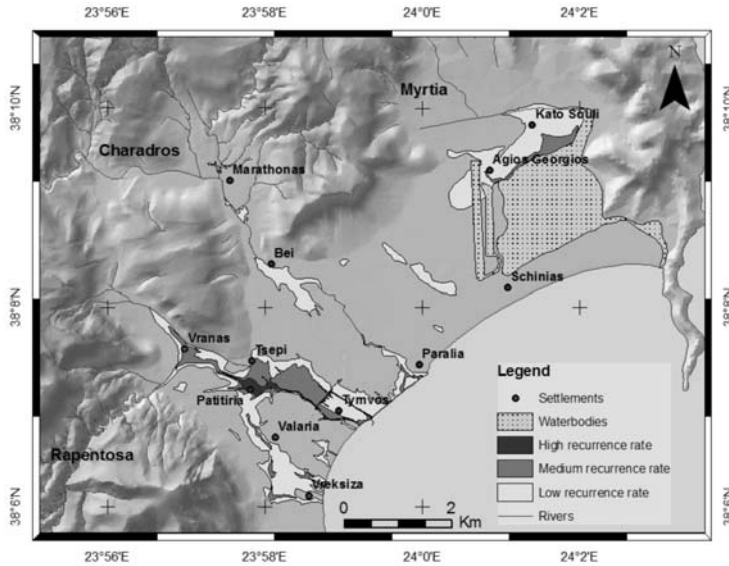 23°56'E 23°58'E 24°0'E 24°2'E
38°10'N
38°10'N
38°8'N
38°8'N
38°6'N
38°6'N
N
Myrtia
Kato Souli
Charadros
Agios Georgios
Marathonas
Bei
Schinias
Vranas
Tsepi
Paralia
Patitiria
Tymvos
Valaria
Rapentosa
Vreksiza
Legend
Settlements
Waterbodies
High recurrence rate
Medium recurrence rate
Low recurrence rate
Rivers
0 1 2
Km
23°56'E 23°58'E 24°0'E 24°2'E